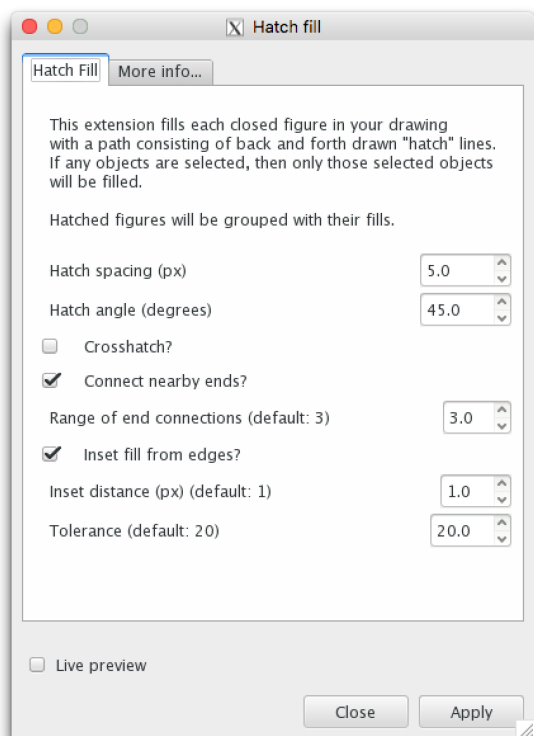 Hatch fill
Hatch Fill
More info...
This extension fills each closed figure in your drawing
with a path consisting of back and forth drawn "hatch" lines.
If any objects are selected, then only those selected objects
will be filled.
Hatched figures will be grouped with their fills.
Hatch spacing (px) 5.0
Hatch angle (degrees) 45.0
Crosshatch?
Connect nearby ends?
Range of end connections (default: 3) 3.0
Inset fill from edges?
Inset distance (px) (default: 1) 1.0
Tolerance (default: 20) 20.0
Live preview
Close Apply